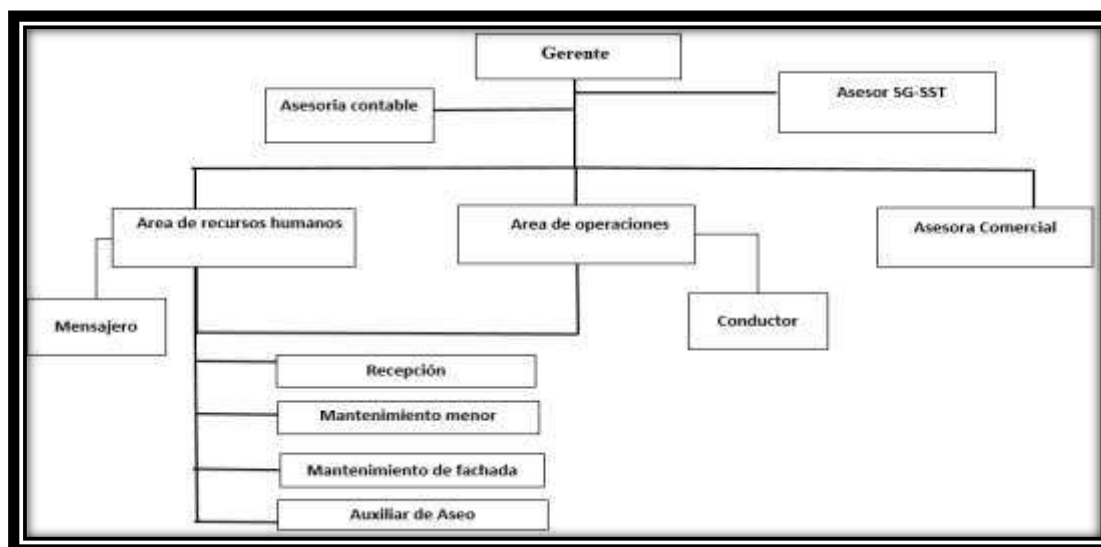 Gerente
Asesoria contable
Asesor SG-SST
Area de recursos humanos
Area de operaciones
Asesora Comercial
Mensajero
Conductor
Recepción
Mantenimiento menor
Mantenimiento de fachada
Auxiliar de Aseo